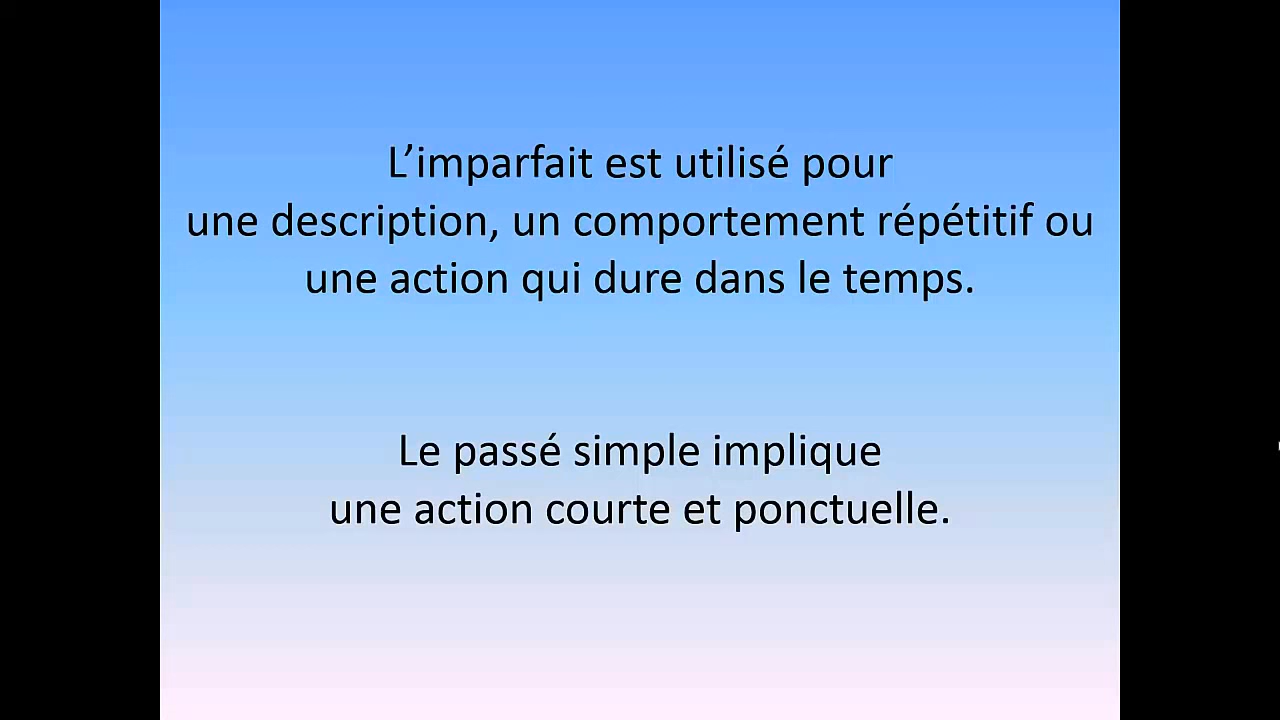 L’imparfait est utilisé pour
une description, un comportement répétitif ou
une action qui dure dans le temps.
Le passé simple implique
une action courte et ponctuelle.